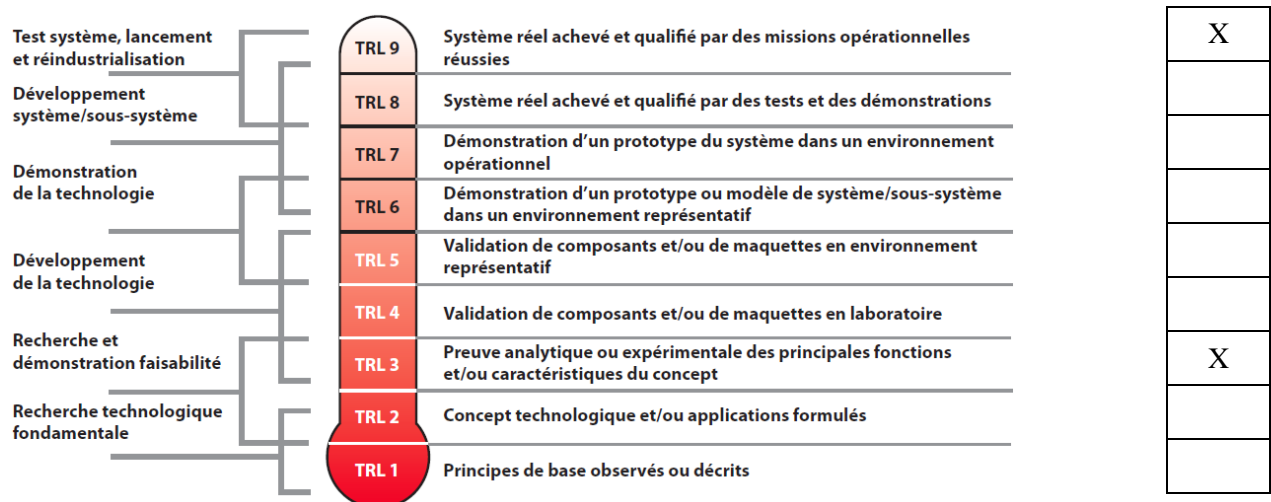 Test système, lancement
et réindustrialisation
Développement
système/sous-système
Démonstration
de la technologie
Développement
de la technologie
Recherche et
démonstration faisabilité
Recherche technologique
fondamentale
TRL 9
Système réel achevé et qualifié par des missions opérationnelles
réussies
X
TRL 8
Système réel achevé et qualifié par des tests et des démonstrations
TRL 7
Démonstration d'un prototype du système dans un environnement
opérationnel
TRL 6
Démonstration d'un prototype ou modèle de système/sous-système
dans un environnement représentatif
TRL 5
Validation de composants et/ou de maquettes en environnement
représentatif
TRL 4
Validation de composants et/ou de maquettes en laboratoire
TRL 3
Preuve analytique ou expérimentale des principales fonctions
et/ou caractéristiques du concept
X
TRL 2
Concept technologique et/ou applications formulés
TRL 1
Principes de base observés ou décrits